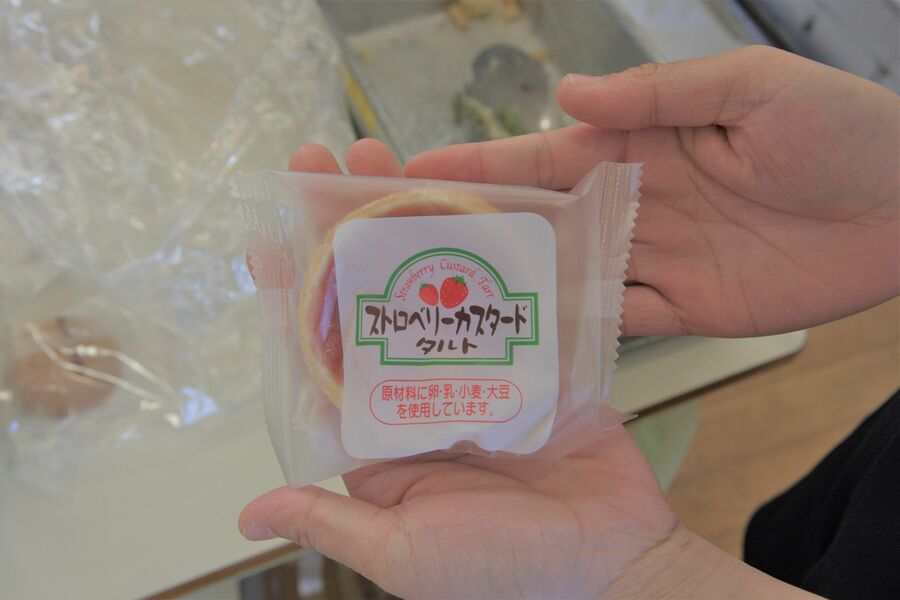 Strawberry Custard Tart
ストロベリーカスタード
タルト
原材料に卵・乳・小麦・大豆
を使用しています。